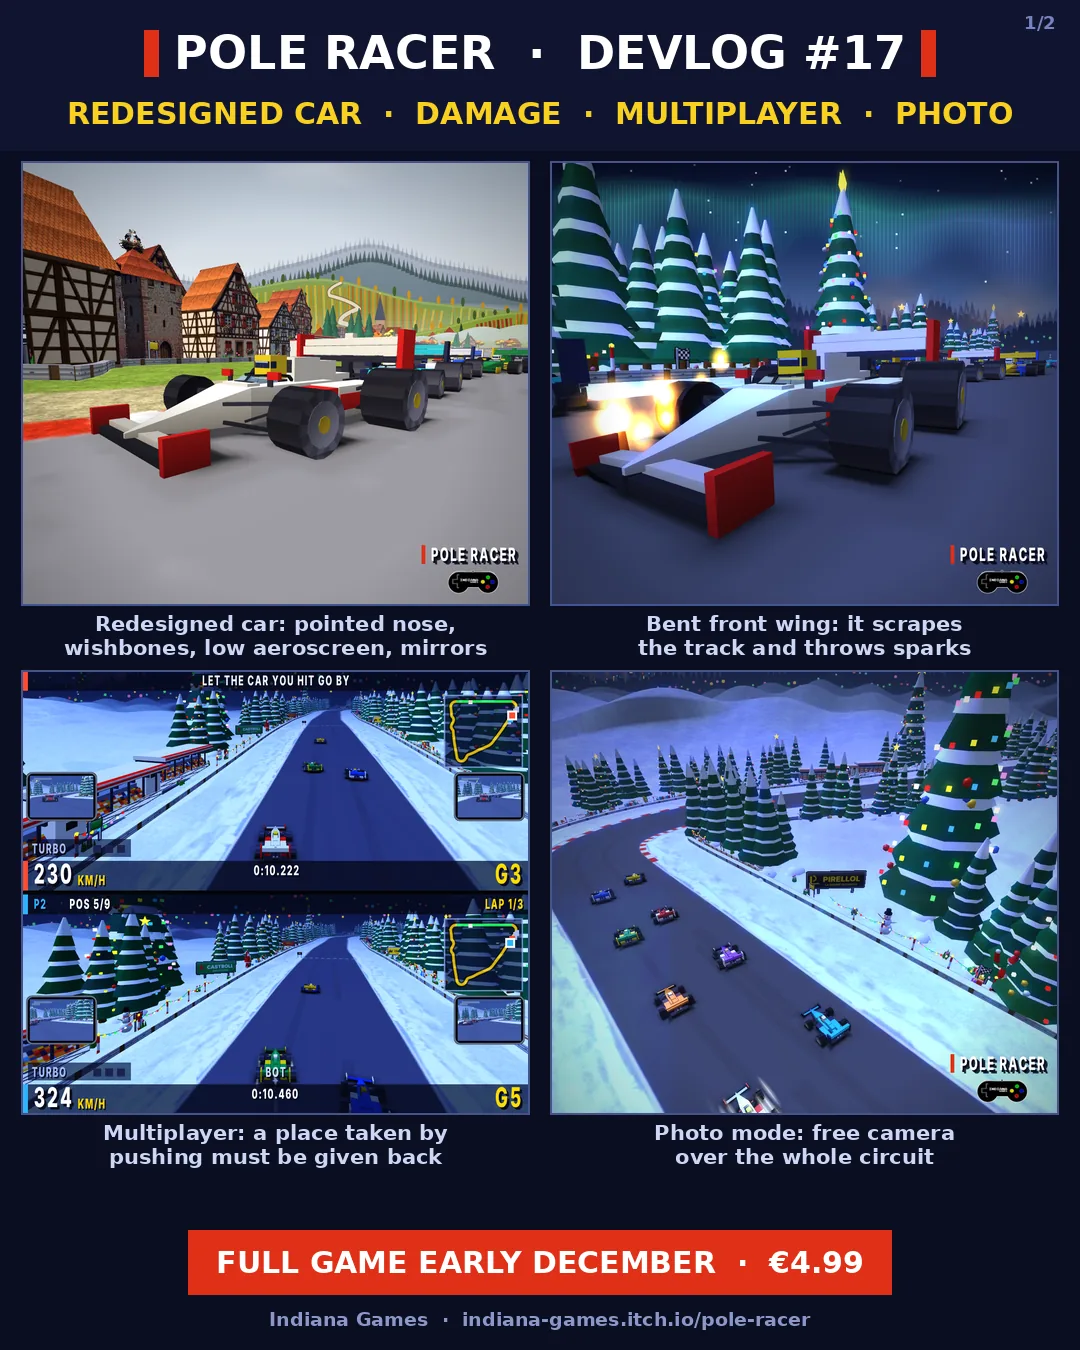 1/2
POLE RACER · DEVLOG #17
REDESIGNED CAR · DAMAGE · MULTIPLAYER · PHOTO
POLE RACER
POLE RACER
Redesigned car: pointed nose,
wishbones, low aeroscreen, mirrors
Bent front wing: it scrapes
the track and throws sparks
LET THE CAR YOU HIT GO BY
TURBO
230 KM/H
0:10.222
G3
P2 POS 5/9
LAP 1/3
CASTROLI
TURBO
BOT
324 KM/H
0:10.460
G5
PIRELLOL
POLE RACER
Multiplayer: a place taken by
pushing must be given back
Photo mode: free camera
over the whole circuit
FULL GAME EARLY DECEMBER · €4.99
Indiana Games · indiana-games.itch.io/pole-racer